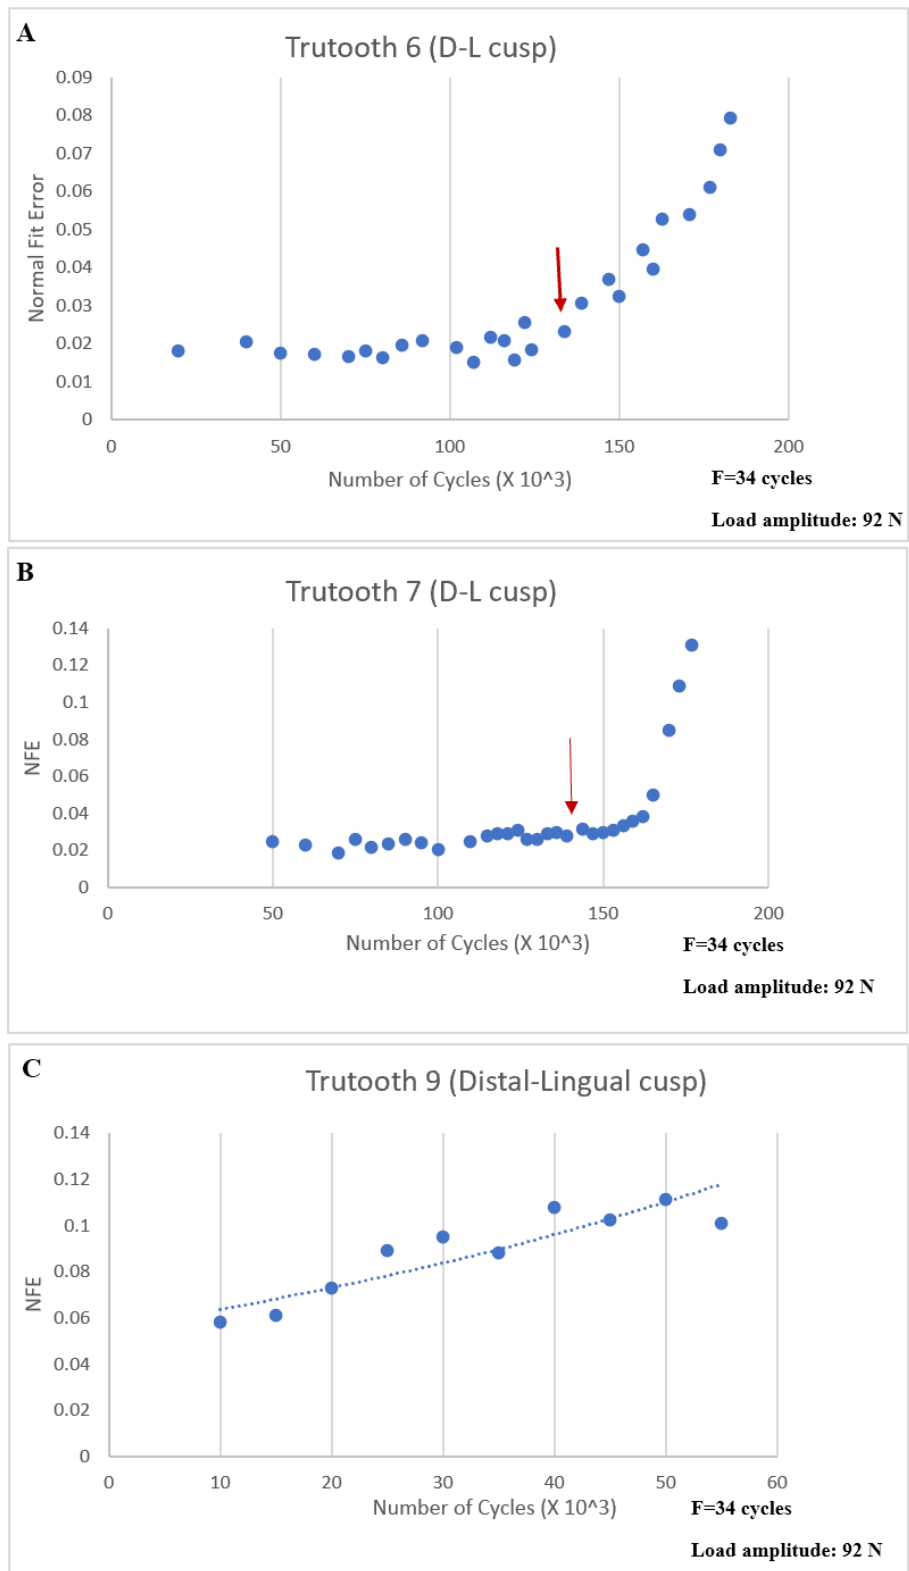 A
Trutooth 6 (D-L cusp)
0.09
0.08
0.07
0.06
0.05
0.04
0.03
0.02
0.01
0
Normal Fit Error
0 50 100 150 200
Number of Cycles (X 10^3)
F=34 cycles
Load amplitude: 92 N
B
Trutooth 7 (D-L cusp)
0.14
0.12
0.1
0.08
0.06
0.04
0.02
0
NFE
0 50 100 150 200
Number of Cycles (X 10^3)
F=34 cycles
Load amplitude: 92 N
C
Trutooth 9 (Distal-Lingual cusp)
0.14
0.12
0.1
0.08
0.06
0.04
0.02
0
NFE
0 10 20 30 40 50 60
Number of Cycles (X 10^3)
F=34 cycles
Load amplitude: 92 N